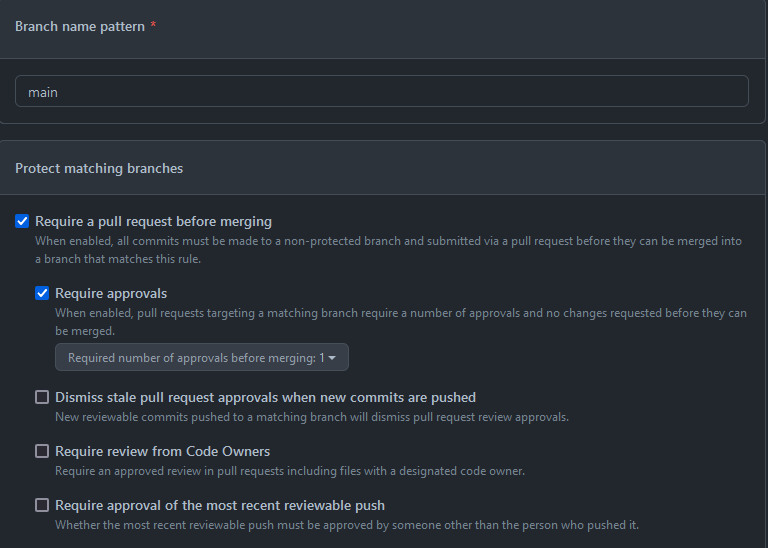 Branch name pattern *
main
Protect matching branches
Require a pull request before merging
When enabled, all commits must be made to a non-protected branch and submitted via a pull request before they can be merged into
a branch that matches this rule.
Require approvals
When enabled, pull requests targeting a matching branch require a number of approvals and no changes requested before they can
be merged.
Required number of approvals before merging: 1
Dismiss stale pull request approvals when new commits are pushed
New reviewable commits pushed to a matching branch will dismiss pull request review approvals.
Require review from Code Owners
Require an approved review in pull requests including files with a designated code owner.
Require approval of the most recent reviewable push
Whether the most recent reviewable push must be approved by someone other than the person who pushed it.